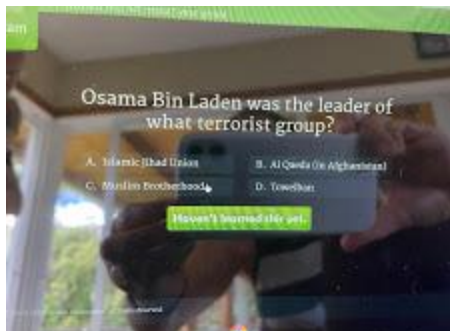 am
Osama Bin Laden was the leader of
what terrorist group?
A. Islamic Jihad Union
B. Al Qaeda (in Afghanistan)
C. Muslim Brotherhood
D. Towelban
Haven't learned this yet.